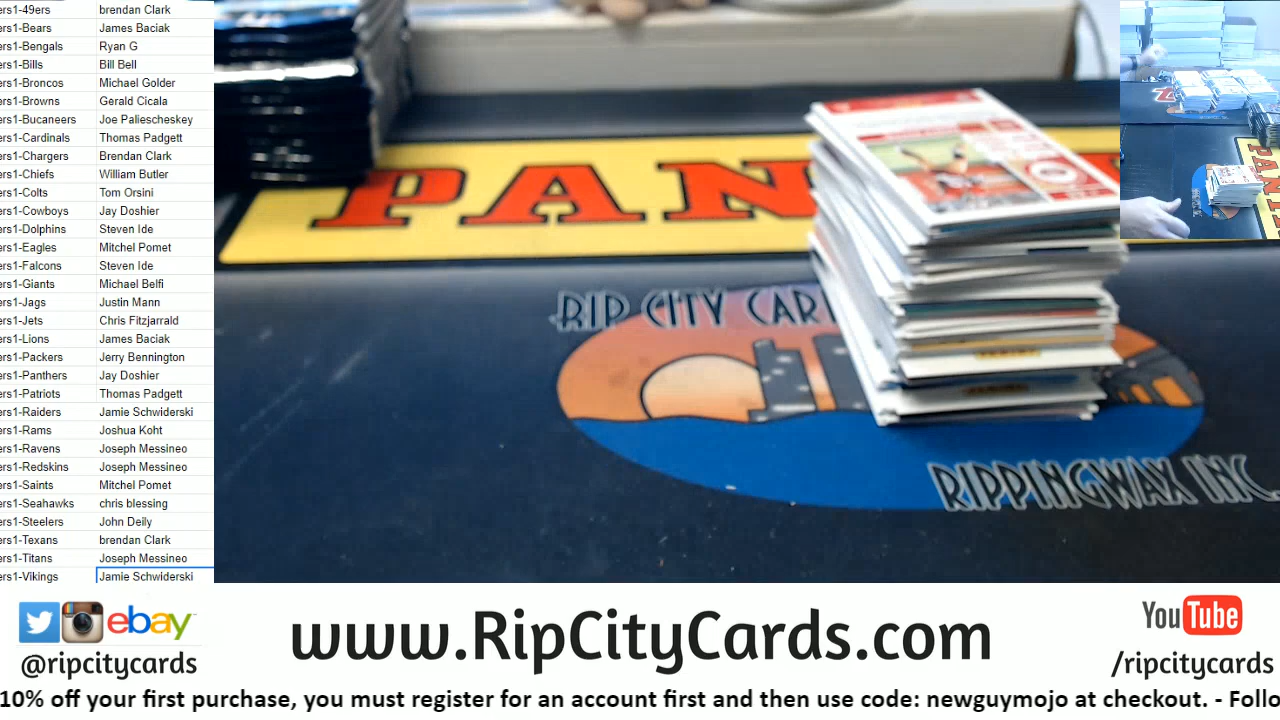 ers1-49ers brendan Clark
ers1-Bears James Baciak
ers1-Bengals Ryan G
ers1-Bills Bill Bell
ers1-Broncos Michael Golder
ers1-Browns Gerald Cicala
ers1-Bucaneers Joe Paliescheskey
ers1-Cardinals Thomas Padgett
ers1-Chargers Brendan Clark
ers1-Chiefs William Butler
ers1-Colts Tom Orsini
ers1-Cowboys Jay Doshier
ers1-Dolphins Steven Ide
ers1-Eagles Mitchel Pomet
ers1-Falcons Steven Ide
ers1-Giants Michael Belfi
ers1-Jags Justin Mann
ers1-Jets Chris Fitzjarrald
ers1-Lions James Baciak
ers1-Packers Jerry Bennington
ers1-Panthers Jay Doshier
ers1-Patriots Thomas Padgett
ers1-Raiders Jamie Schwiderski
ers1-Rams Joshua Koht
ers1-Ravens Joseph Messineo
ers1-Redskins Joseph Messineo
ers1-Saints Mitchel Pomet
ers1-Seahawks chris blessing
ers1-Steelers John Deily
ers1-Texans brendan Clark
ers1-Titans Joseph Messineo
ers1-Vikings Jamie Schwiderski
PAN
RIP CITY CAR
RIPPINGWAX INC.
ebay
@ripcitycards
www.RipCityCards.com
YouTube
/ripcitycards
10% off your first purchase, you must register for an account first and then use code: newguymojo at checkout. - Follo